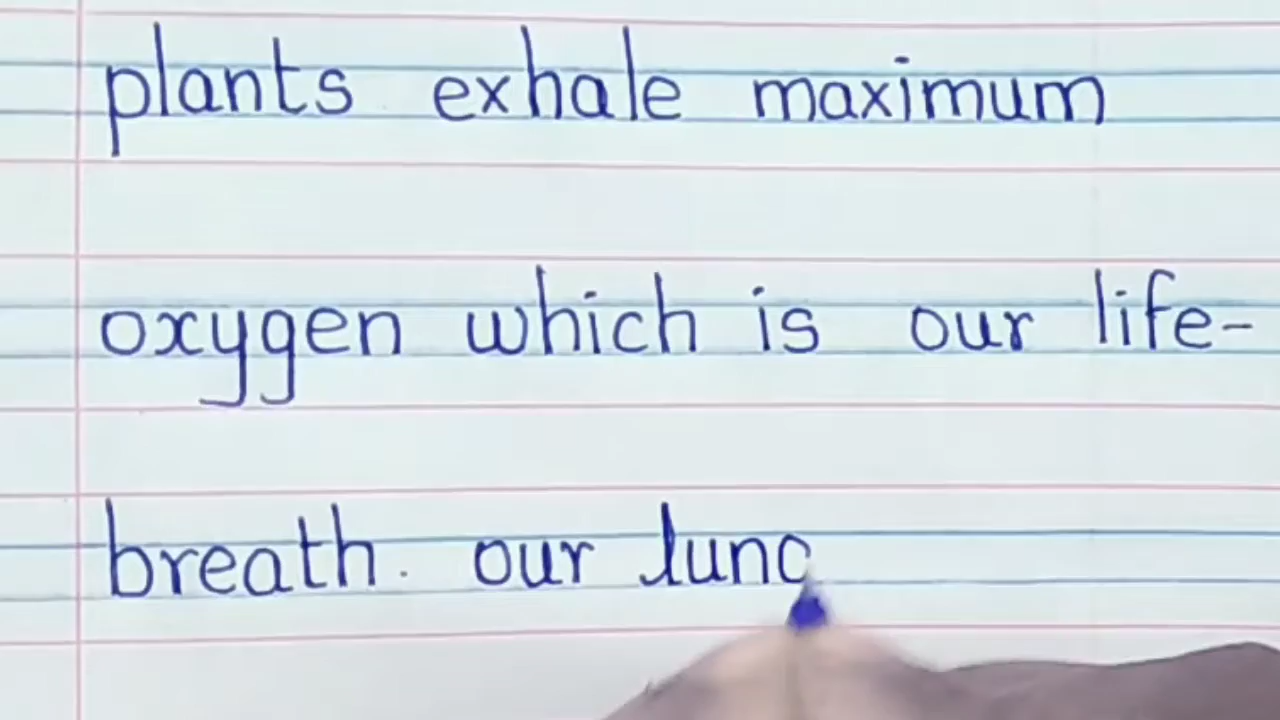 plants exhale maximum
oxygen which is our life-
breath. our